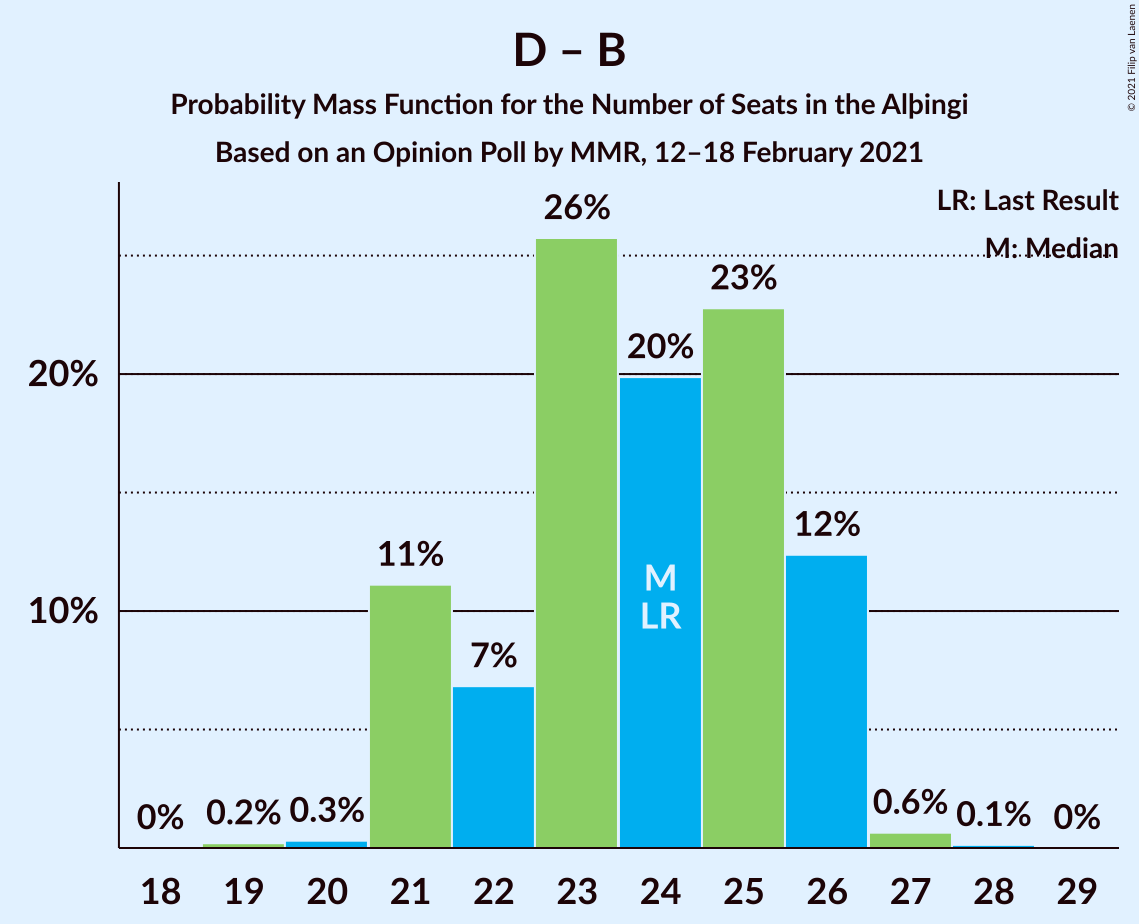 D – B
Probability Mass Function for the Number of Seats in the Alþingi
Based on an Opinion Poll by MMR, 12–18 February 2021
© 2021 Filip van Laenen
LR: Last Result
M: Median
26%
23%
20%
20%
12%
11%
M
LR
10%
7%
0%
0.2%
0.3%
0.6%
0.1%
0%
18 19 20 21 22 23 24 25 26 27 28 29